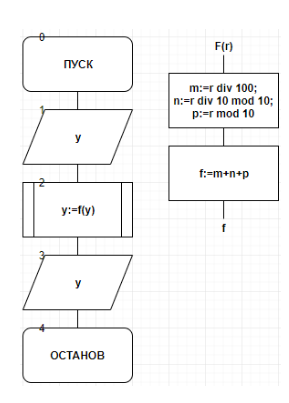 0
ПУСК
1
y
2
y:=f(y)
3
y
4
ОСТАНОВ
F(r)
m:=r div 100;
n:=r div 10 mod 10;
p:=r mod 10
f:=m+n+p
f